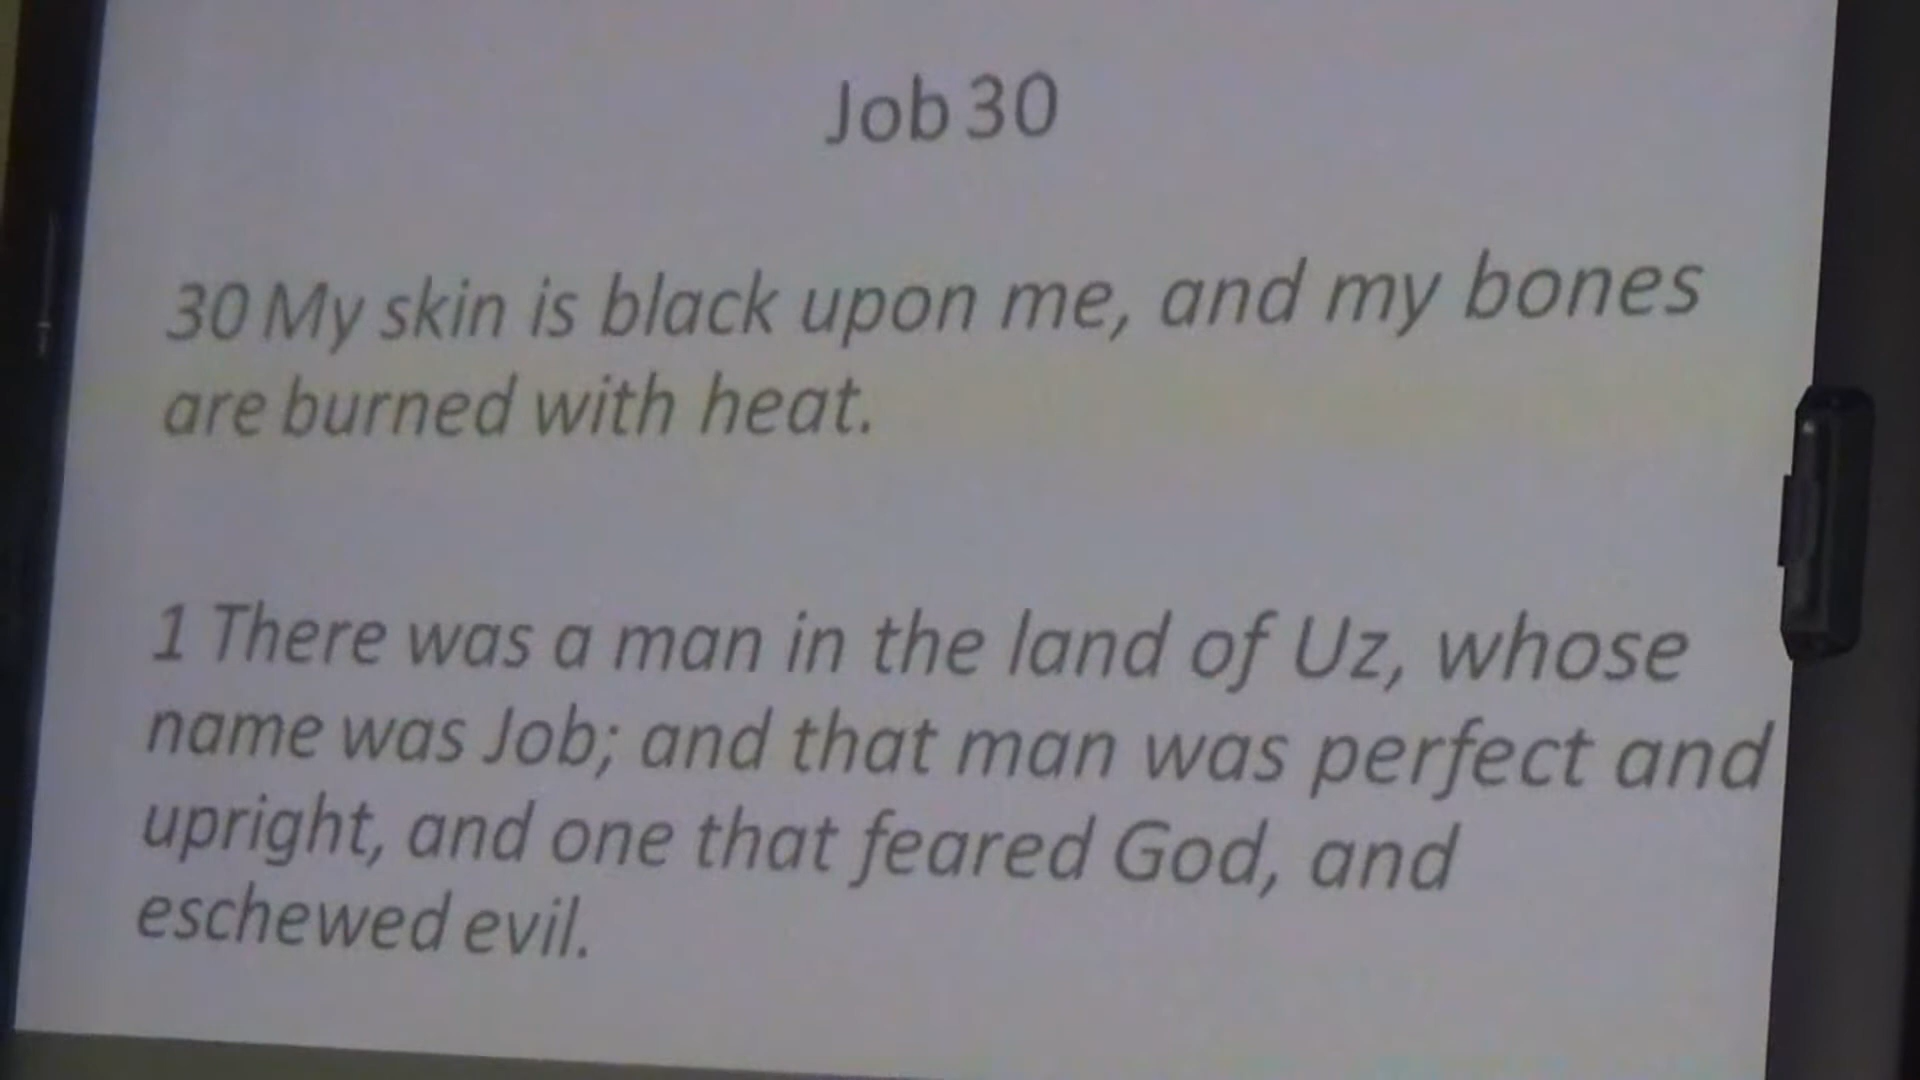 Job 30
30 My skin is black upon me, and my bones
are burned with heat.
1 There was a man in the land of Uz, whose
name was Job; and that man was perfect and
upright, and one that feared God, and
eschewed evil.